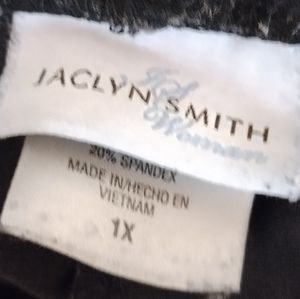 JACLYN SMITH
Woman
20% SPANDEX
MADE IN/HECHO EN
VIETNAM
1X